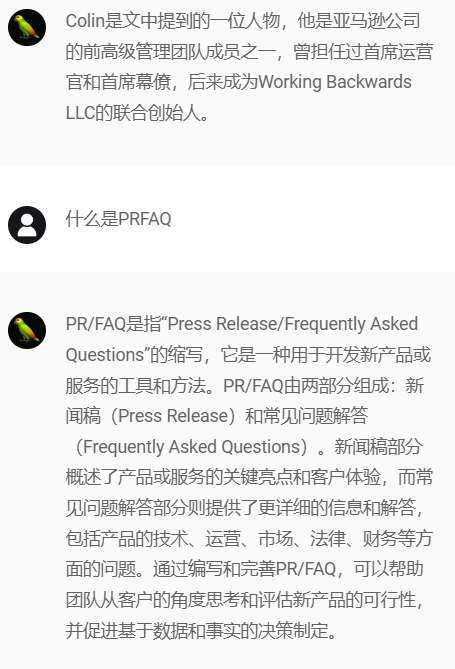 Colin是文中提到的一位人物，他是亚马逊公司
的前高级管理团队成员之一，曾担任过首席运营
官和首席幕僚，后来成为Working Backwards
LLC的联合创始人。
什么是PRFAQ
PR/FAQ是指“Press Release/Frequently Asked
Questions”的缩写，它是一种用于开发新产品或
服务的工具和方法。PR/FAQ由两部分组成：新
闻稿（Press Release）和常见问题解答
（Frequently Asked Questions）。新闻稿部分
概述了产品或服务的关键亮点和客户体验，而常
见问题解答部分则提供了更详细的信息和解答，
包括产品的技术、运营、市场、法律、财务等方
面的问题。通过编写和完善PR/FAQ，可以帮助
团队从客户的角度思考和评估新产品的可行性，
并促进基于数据和事实的决策制定。